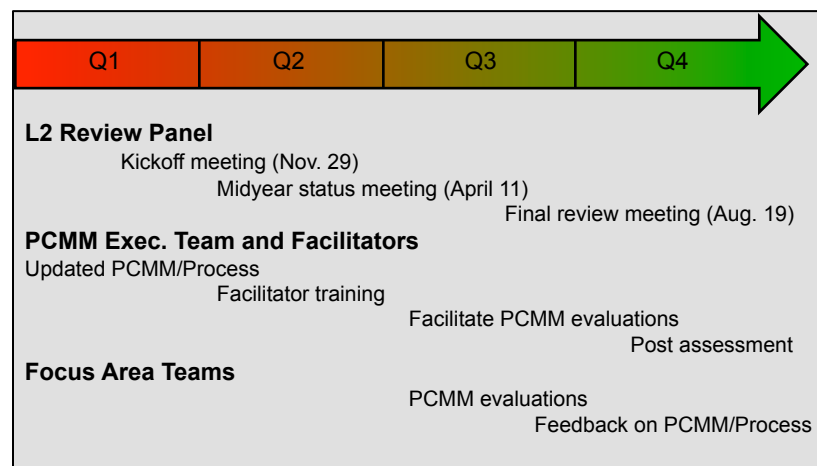 Q1 Q2 Q3 Q4
L2 Review Panel
Kickoff meeting (Nov. 29)
Midyear status meeting (April 11)
Final review meeting (Aug. 19)
PCMM Exec. Team and Facilitators
Updated PCMM/Process
Facilitator training
Facilitate PCMM evaluations
Post assessment
Focus Area Teams
PCMM evaluations
Feedback on PCMM/Process